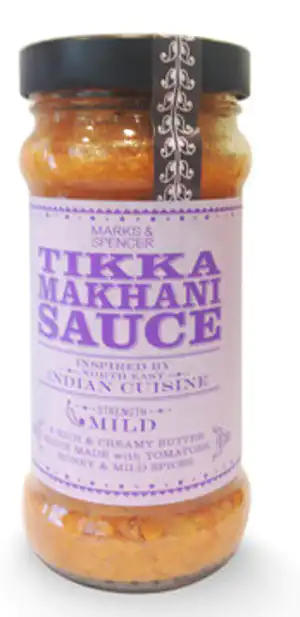 MARKS &
SPENCER
TIKKA
MAKHANI
SAUCE
INSPIRED BY
NORTH EAST
INDIAN CUISINE
STRENGTH
MILD
A RICH & CREAMY BUTTER
SAUCE MADE with TOMATOES,
HONEY & MILD SPICES